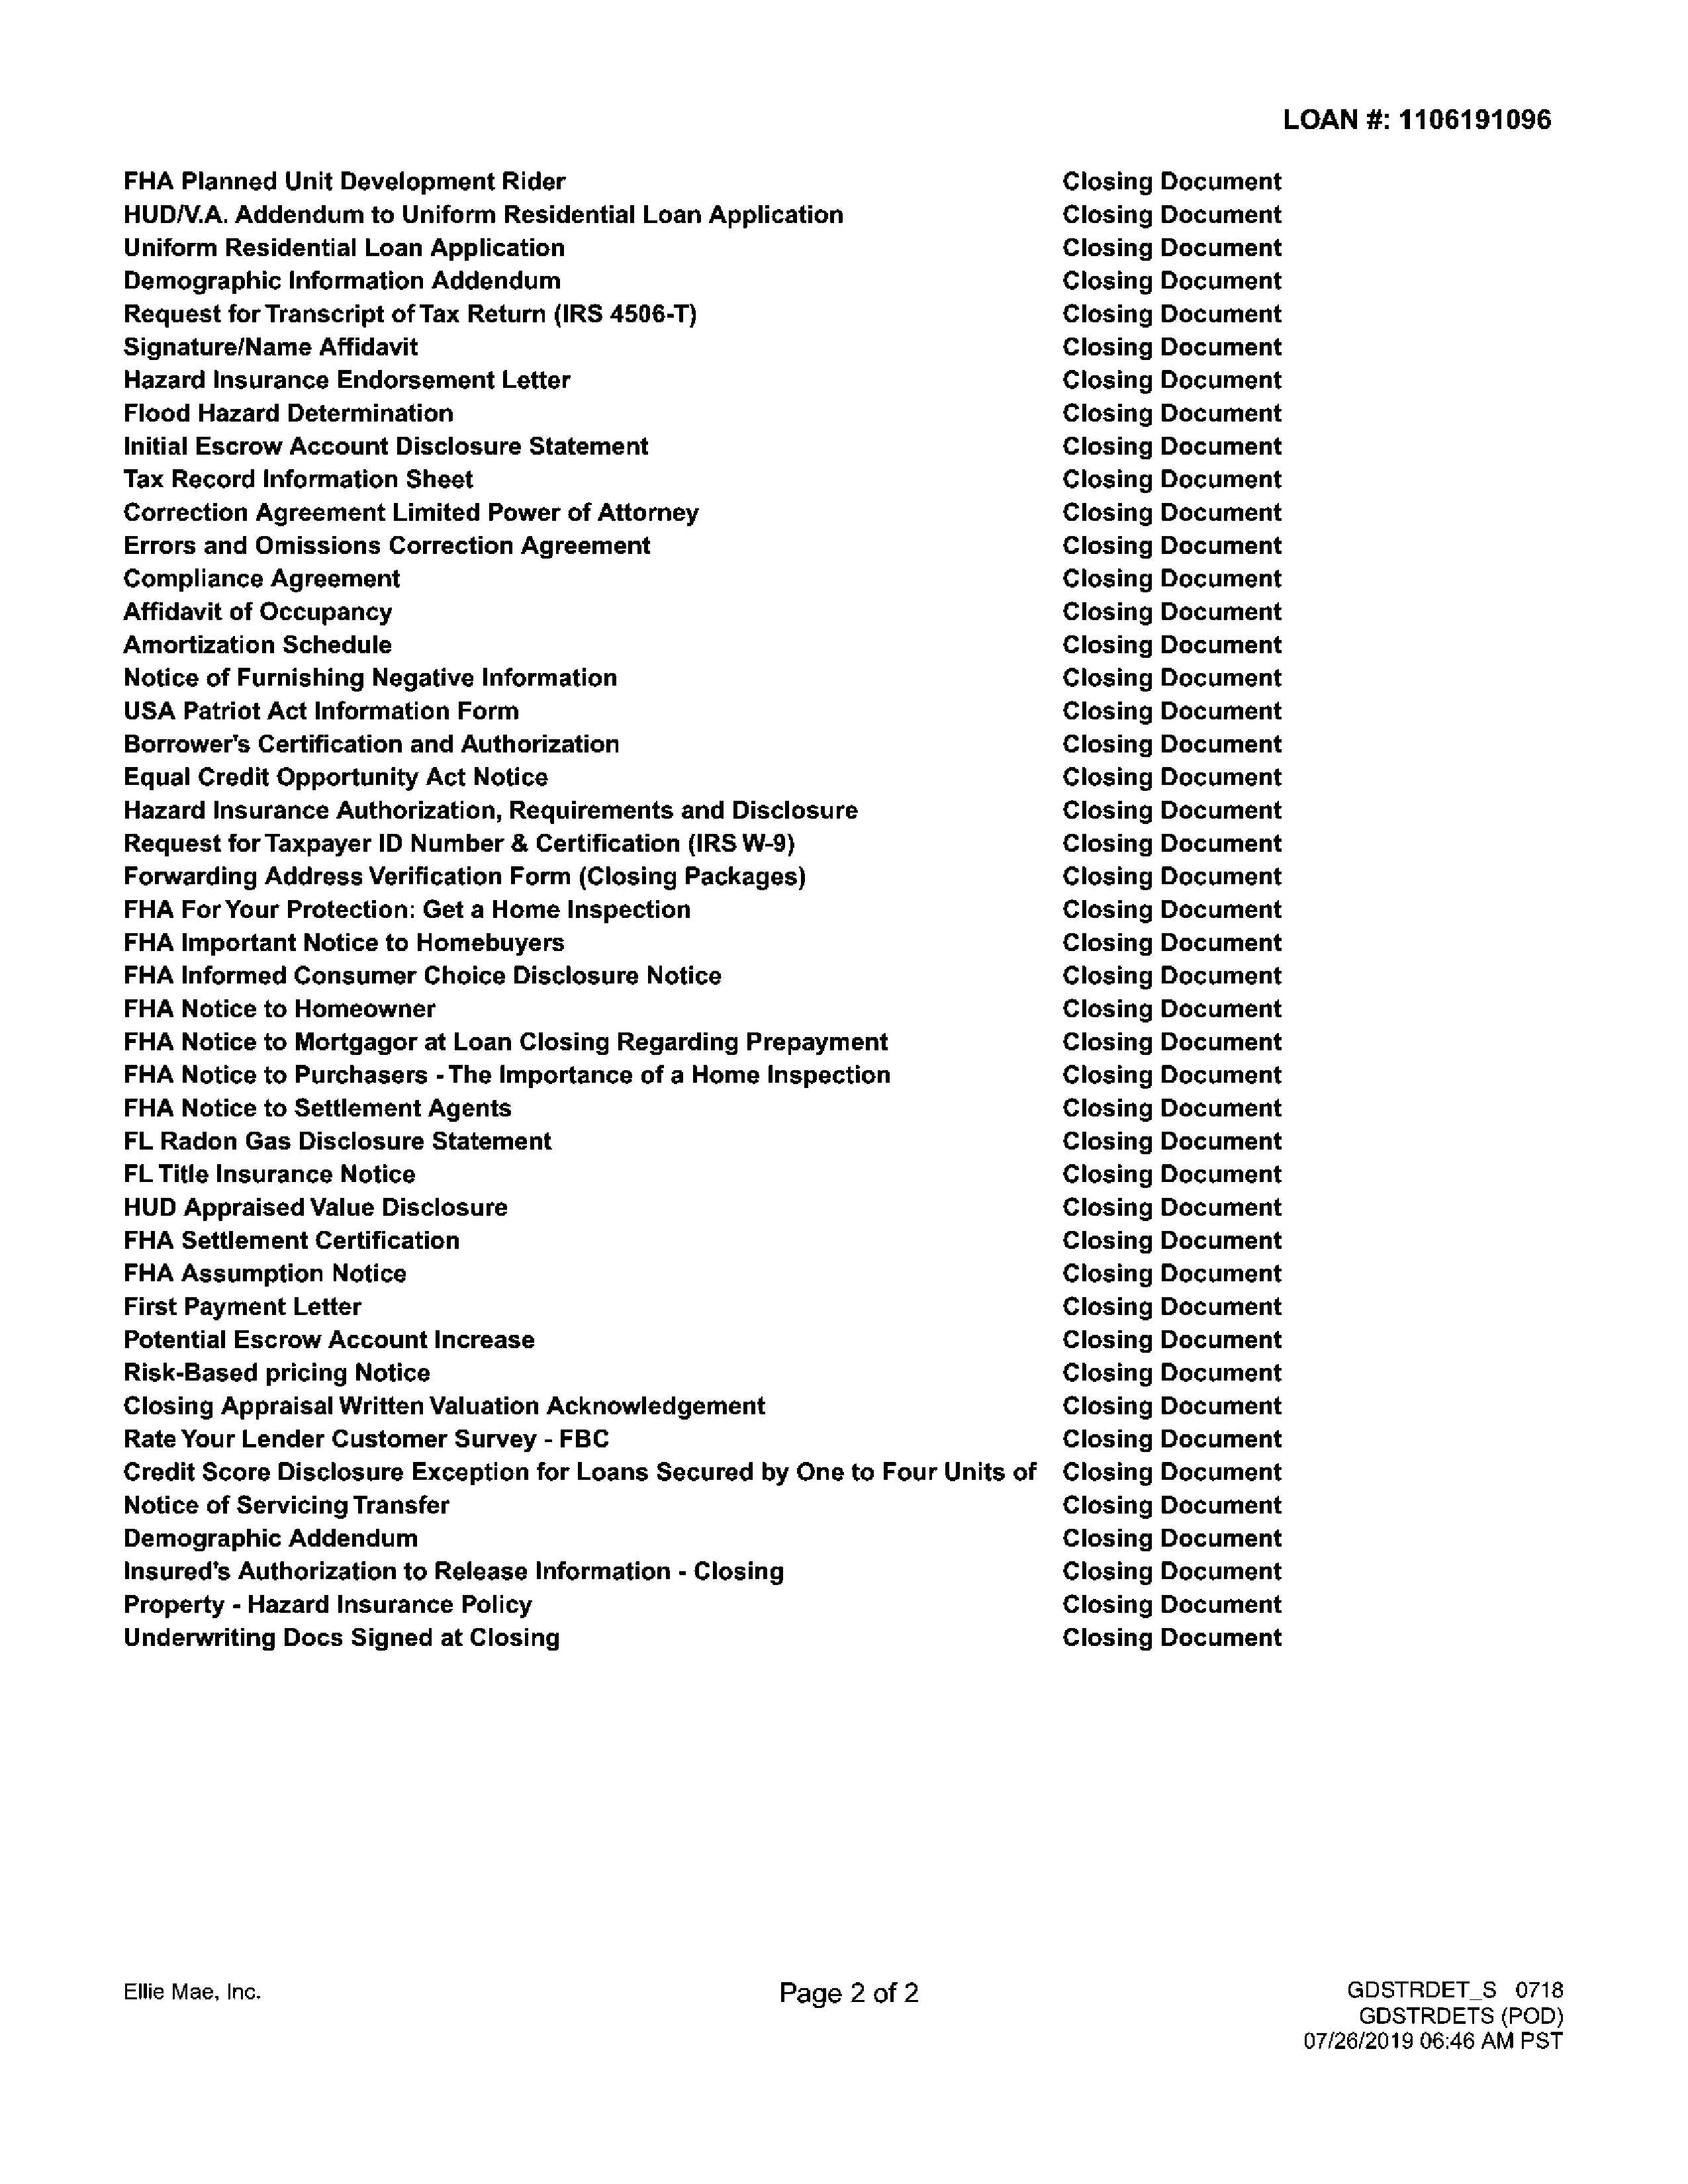 LOAN #: 1106191096
FHA Planned Unit Development Rider Closing Document
HUD/V.A. Addendum to Uniform Residential Loan Application Closing Document
Uniform Residential Loan Application Closing Document
Demographic Information Addendum Closing Document
Request for Transcript of Tax Return (IRS 4506-T) Closing Document
Signature/Name Affidavit Closing Document
Hazard Insurance Endorsement Letter Closing Document
Flood Hazard Determination Closing Document
Initial Escrow Account Disclosure Statement Closing Document
Tax Record Information Sheet Closing Document
Correction Agreement Limited Power of Attorney Closing Document
Errors and Omissions Correction Agreement Closing Document
Compliance Agreement Closing Document
Affidavit of Occupancy Closing Document
Amortization Schedule Closing Document
Notice of Furnishing Negative Information Closing Document
USA Patriot Act Information Form Closing Document
Borrower's Certification and Authorization Closing Document
Equal Credit Opportunity Act Notice Closing Document
Hazard Insurance Authorization, Requirements and Disclosure Closing Document
Request for Taxpayer ID Number & Certification (IRS W-9) Closing Document
Forwarding Address Verification Form (Closing Packages) Closing Document
FHA For Your Protection: Get a Home Inspection Closing Document
FHA Important Notice to Homebuyers Closing Document
FHA Informed Consumer Choice Disclosure Notice Closing Document
FHA Notice to Homeowner Closing Document
FHA Notice to Mortgagor at Loan Closing Regarding Prepayment Closing Document
FHA Notice to Purchasers - The Importance of a Home Inspection Closing Document
FHA Notice to Settlement Agents Closing Document
FL Radon Gas Disclosure Statement Closing Document
FL Title Insurance Notice Closing Document
HUD Appraised Value Disclosure Closing Document
FHA Settlement Certification Closing Document
FHA Assumption Notice Closing Document
First Payment Letter Closing Document
Potential Escrow Account Increase Closing Document
Risk-Based pricing Notice Closing Document
Closing Appraisal Written Valuation Acknowledgement Closing Document
Rate Your Lender Customer Survey - FBC Closing Document
Credit Score Disclosure Exception for Loans Secured by One to Four Units of Closing Document
Notice of Servicing Transfer Closing Document
Demographic Addendum Closing Document
Insured's Authorization to Release Information - Closing Closing Document
Property - Hazard Insurance Policy Closing Document
Underwriting Docs Signed at Closing Closing Document
Ellie Mae, Inc. Page 2 of 2 GDSTRDET_S 0718
GDSTRDETS (POD)
07/26/2019 06:46 AM PST